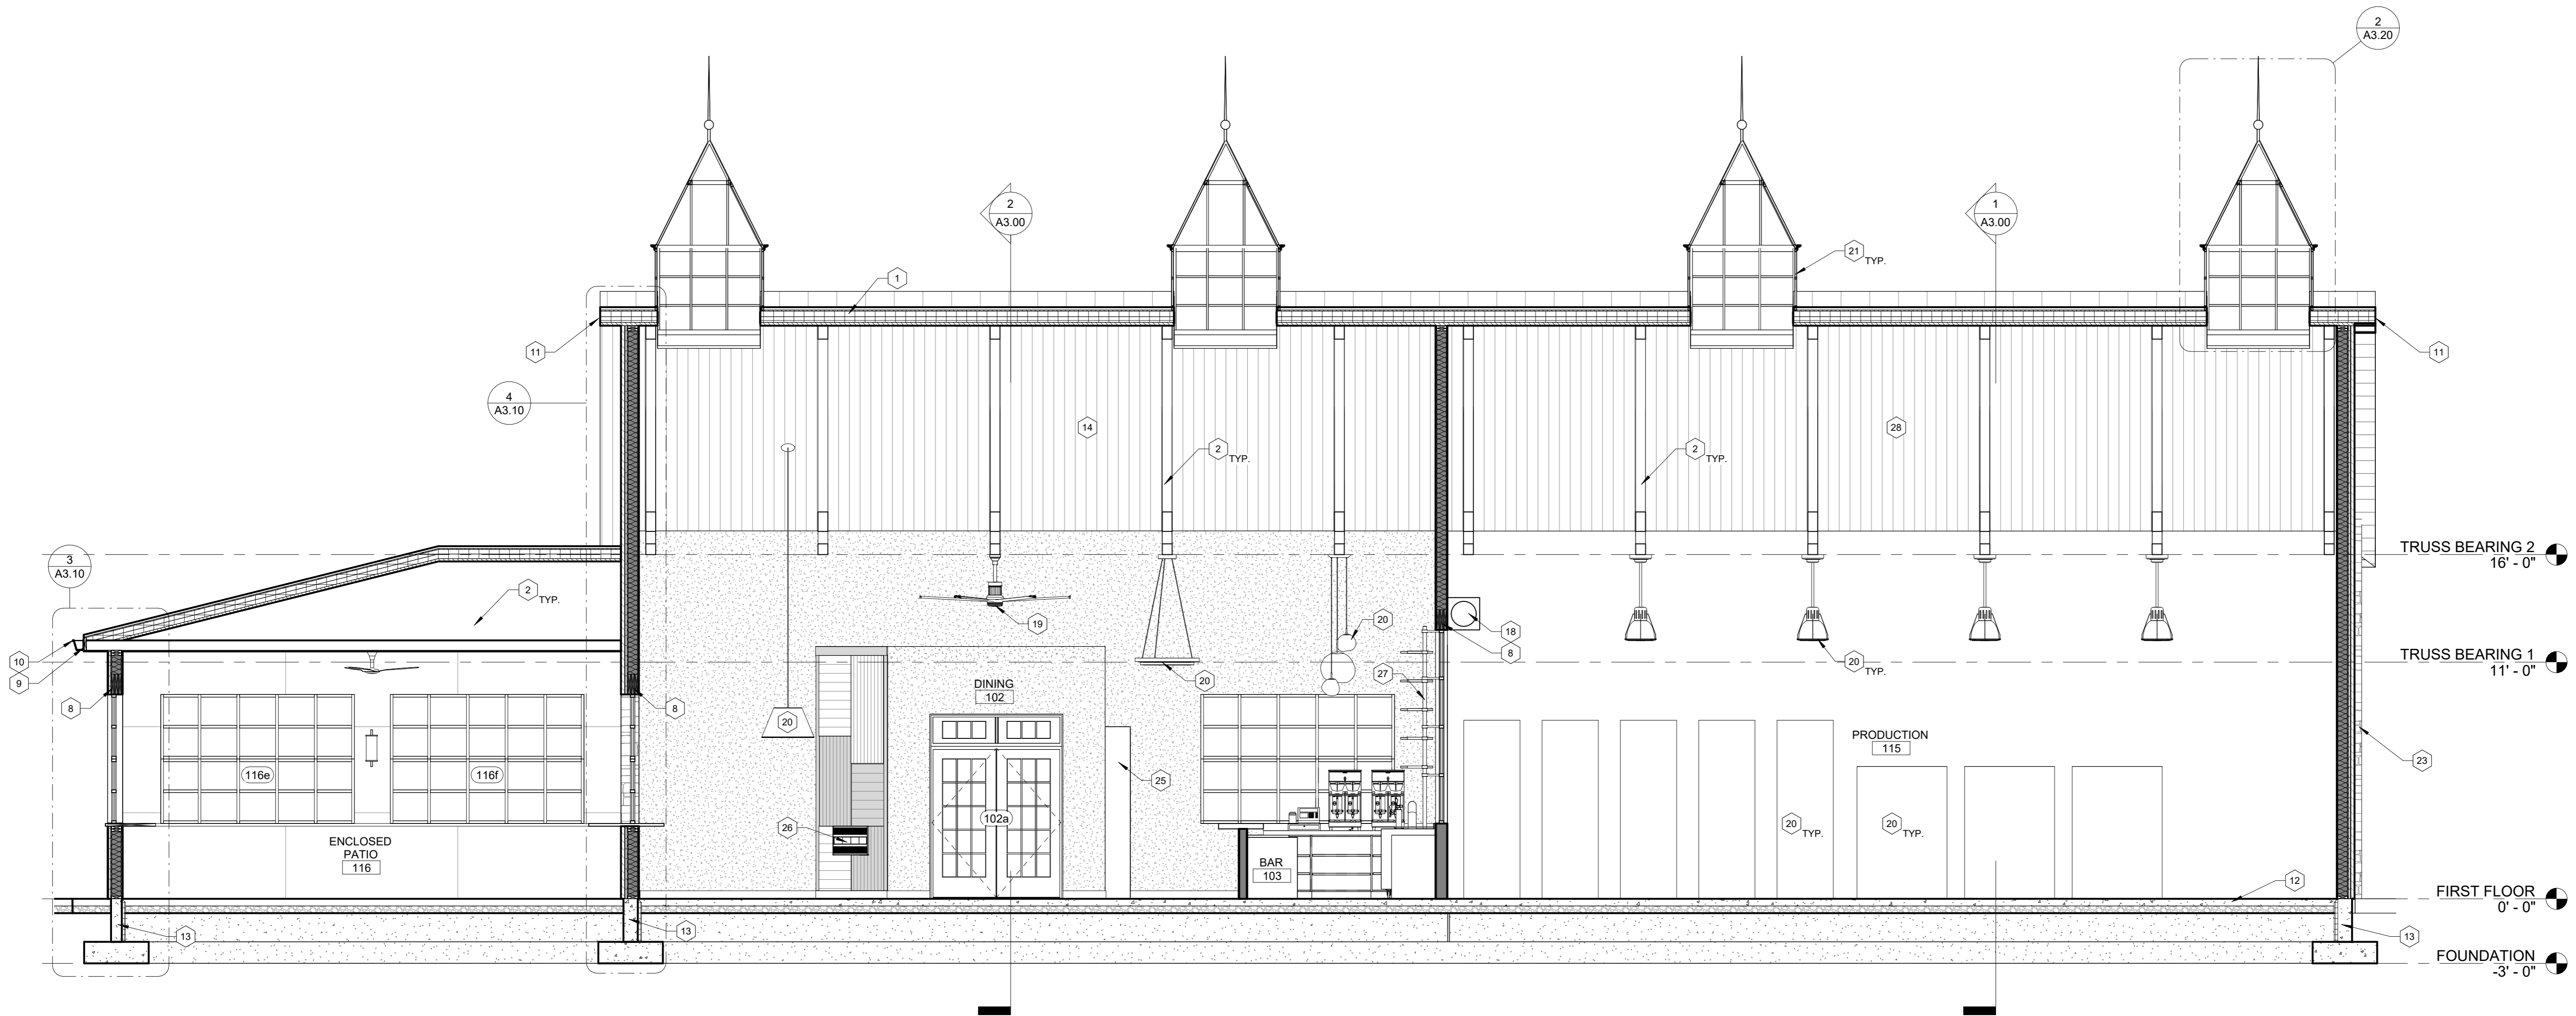 2
A3.20
2
A3.00
1
A3.00
21
TYP.
1
11
11
4
A3.10
14
28
2
TYP.
2
TYP.
3
A3.10
TRUSS BEARING 2
16' - 0"
2
TYP.
19
20
18
8
10
9
TRUSS BEARING 1
11' - 0"
20
TYP.
20
27
DINING
102
8
8
20
PRODUCTION
115
23
116e
116f
25
102a
26
20
TYP.
20
TYP.
ENCLOSED
PATIO
116
BAR
103
12
FIRST FLOOR
0' - 0"
13
13
13
FOUNDATION
-3' - 0"